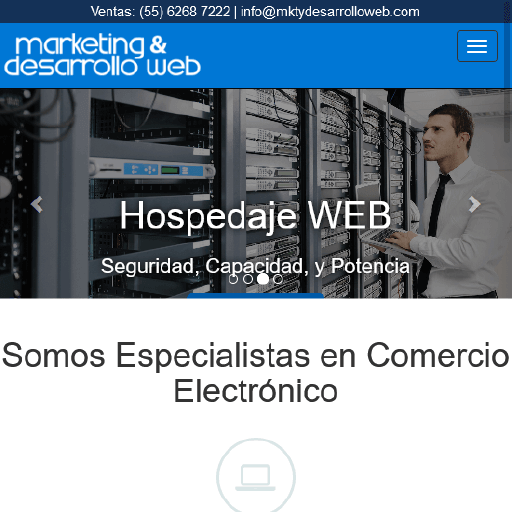 Ventas: (55) 6268 7222 | info@mktydesarrolloweb.com
marketing &
desarrollo web
Hospedaje WEB
Seguridad, Capacidad, y Potencia
Somos Especialistas en Comercio
Electrónico